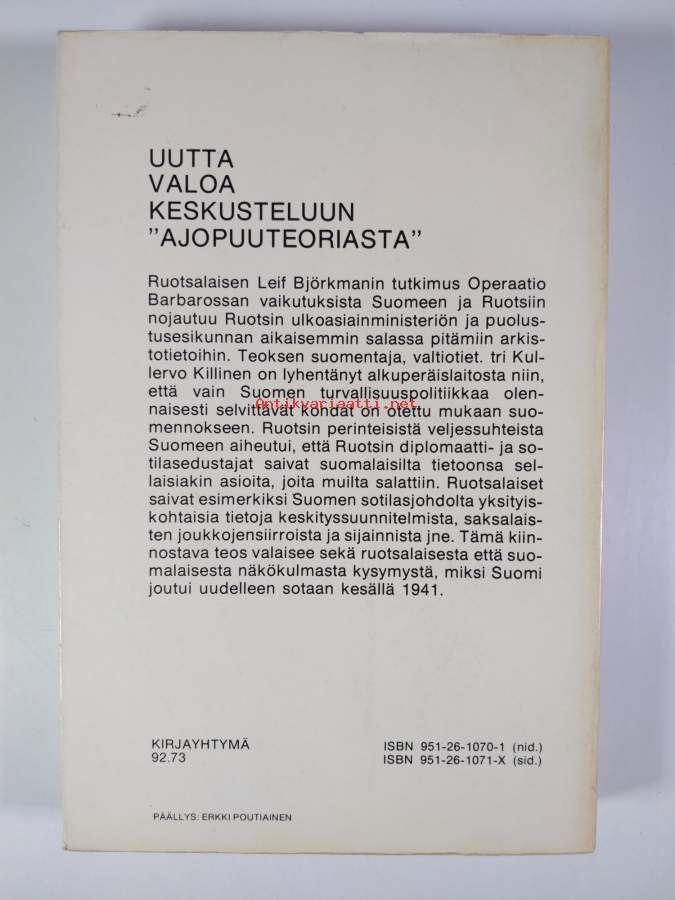 UUTTA
VALOA
KESKUSTELUUN
”AJOPUUTEORIASTA”
Ruotsalaisen Leif Björkmanin tutkimus Operaatio
Barbarossan vaikutuksista Suomeen ja Ruotsiin
nojautuu Ruotsin ulkoasiainministeriön ja puolus-
tusesikunnan aikaisemmin salassa pitämiin arkis-
totietoihin. Teoksen suomentaja, valtiotiet. tri Kul-
lervo Killinen on lyhentänyt alkuperäislaitosta niin,
että vain Suomen turvallisuuspolitiikkaa olen-
naisesti selvittävät kohdat on otettu mukaan suo-
mennokseen. Ruotsin perinteisistä veljessuhteista
Suomeen aiheutui, että Ruotsin diplomaatti- ja so-
tilasedustajat saivat suomalaisilta tietoonsa sel-
laisiakin asioita, joita muilta salattiin. Ruotsalaiset
saivat esimerkiksi Suomen sotilasjohdolta yksityis-
kohtaisia tietoja keskityssuunnitelmista, saksalais-
ten joukkojensiirroista ja sijainnista jne. Tämä kiin-
nostava teos valaisee sekä ruotsalaisesta että suo-
malaisesta näkökulmasta kysymystä, miksi Suomi
joutui uudelleen sotaan kesällä 1941.
Antikvariaatti.net
Antikvariaatti.net
KIRJAYHTYMÄ
92.73
ISBN 951-26-1070-1 (nid.)
ISBN 951-26-1071-X (sid.)
PÄÄLLYS: ERKKI POUTIAINEN